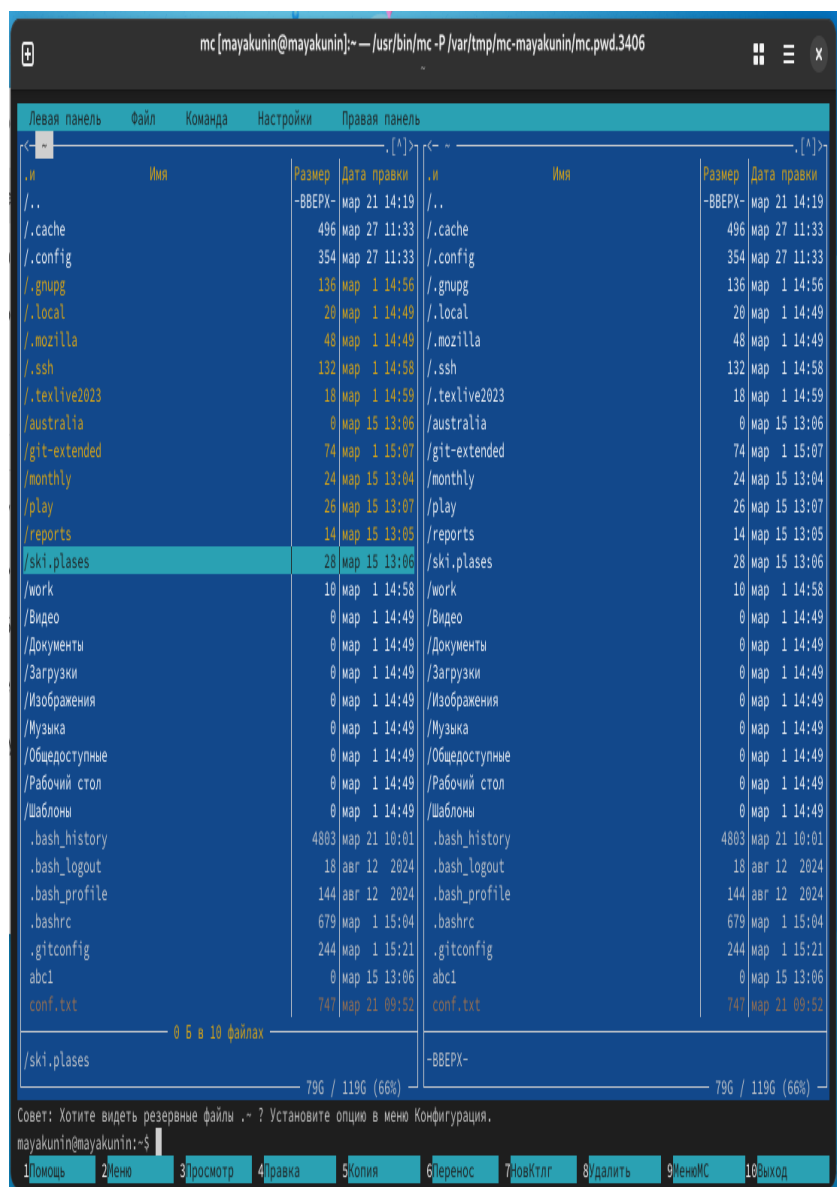 mc [mayakunin@mayakunin]:~ — /usr/bin/mc -P /var/tmp/mc-mayakunin/mc.pwd.3406
~
Левая панель Файл Команда Настройки Правая панель
<- ~ .[^]> <- ~ .[^]>
.и Имя Размер Дата правки .и Имя Размер Дата правки
/.. -ВВЕРХ- мар 21 14:19 /.. -ВВЕРХ- мар 21 14:19
/.cache 496 мар 27 11:33 /.cache 496 мар 27 11:33
/.config 354 мар 27 11:33 /.config 354 мар 27 11:33
/.gnupg 136 мар 1 14:56 /.gnupg 136 мар 1 14:56
/.local 20 мар 1 14:49 /.local 20 мар 1 14:49
/.mozilla 48 мар 1 14:49 /.mozilla 48 мар 1 14:49
/.ssh 132 мар 1 14:58 /.ssh 132 мар 1 14:58
/.texlive2023 18 мар 1 14:59 /.texlive2023 18 мар 1 14:59
/australia 0 мар 15 13:06 /australia 0 мар 15 13:06
/git-extended 74 мар 1 15:07 /git-extended 74 мар 1 15:07
/monthly 24 мар 15 13:04 /monthly 24 мар 15 13:04
/play 26 мар 15 13:07 /play 26 мар 15 13:07
/reports 14 мар 15 13:05 /reports 14 мар 15 13:05
/ski.plases 28 мар 15 13:06 /ski.plases 28 мар 15 13:06
/work 10 мар 1 14:58 /work 10 мар 1 14:58
/Видео 0 мар 1 14:49 /Видео 0 мар 1 14:49
/Документы 0 мар 1 14:49 /Документы 0 мар 1 14:49
/Загрузки 0 мар 1 14:49 /Загрузки 0 мар 1 14:49
/Изображения 0 мар 1 14:49 /Изображения 0 мар 1 14:49
/Музыка 0 мар 1 14:49 /Музыка 0 мар 1 14:49
/Общедоступные 0 мар 1 14:49 /Общедоступные 0 мар 1 14:49
/Рабочий стол 0 мар 1 14:49 /Рабочий стол 0 мар 1 14:49
/Шаблоны 0 мар 1 14:49 /Шаблоны 0 мар 1 14:49
.bash_history 4803 мар 21 10:01 .bash_history 4803 мар 21 10:01
.bash_logout 18 авг 12 2024 .bash_logout 18 авг 12 2024
.bash_profile 144 авг 12 2024 .bash_profile 144 авг 12 2024
.bashrc 679 мар 1 15:04 .bashrc 679 мар 1 15:04
.gitconfig 244 мар 1 15:21 .gitconfig 244 мар 1 15:21
abc1 0 мар 15 13:06 abc1 0 мар 15 13:06
conf.txt 747 мар 21 09:52 conf.txt 747 мар 21 09:52
0 Б в 10 файлах
/ski.plases -ВВЕРХ-
79G / 119G (66%) 79G / 119G (66%)
Совет: Хотите видеть резервные файлы .~ ? Установите опцию в меню Конфигурация.
mayakunin@mayakunin:~$
1Помощь 2Меню 3Просмотр 4Правка 5Копия 6Перенос 7НовКтлг 8Удалить 9МенюМС 10Выход